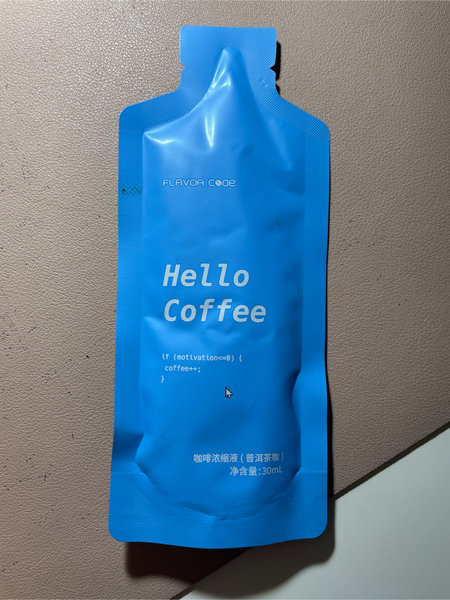 FLAVOR CODE
Hello
Coffee
if (motivation<=0) {
coffee++;
}
咖啡浓缩液 ( 普洱茶咖 )
净含量:30mL